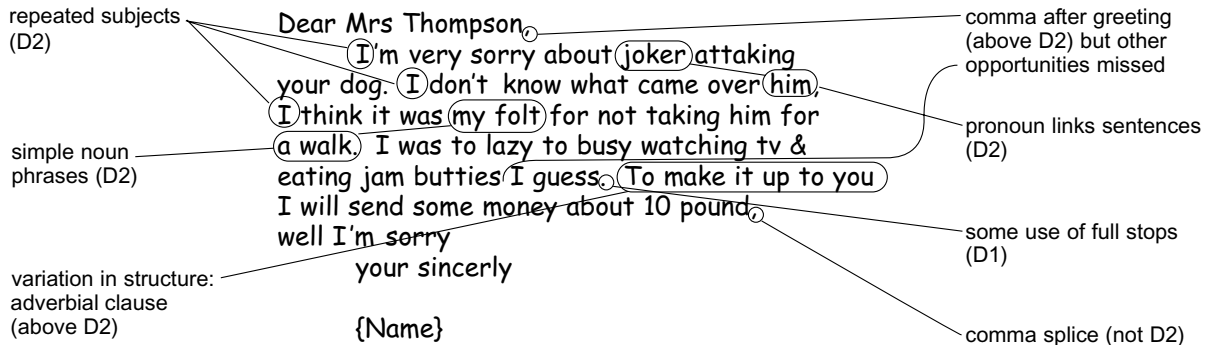 repeated subjects
(D2)
simple noun
phrases (D2)
variation in structure:
adverbial clause
(above D2)
Dear Mrs Thompson,
I'm very sorry about joker attaking
your dog. I don't know what came over him,
I think it was my folt for not taking him for
a walk. I was to lazy to busy watching tv &
eating jam butties I guess. To make it up to you
I will send some money about 10 pound,
well I'm sorry
your sincerly
{Name}
comma after greeting
(above D2) but other
opportunities missed
pronoun links sentences
(D2)
some use of full stops
(D1)
comma splice (not D2)